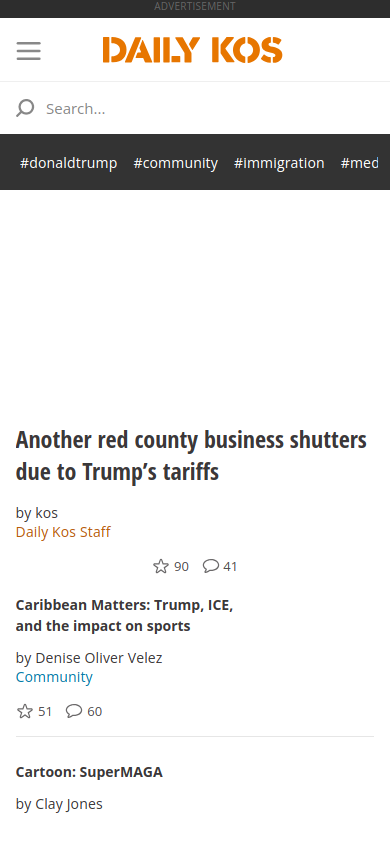 ADVERTISEMENT
DAILY KOS
Search...
#donaldtrump #community #immigration #med
Another red county business shutters
due to Trump’s tariffs
by kos
Daily Kos Staff
90 41
Caribbean Matters: Trump, ICE,
and the impact on sports
by Denise Oliver Velez
Community
51 60
Cartoon: SuperMAGA
by Clay Jones